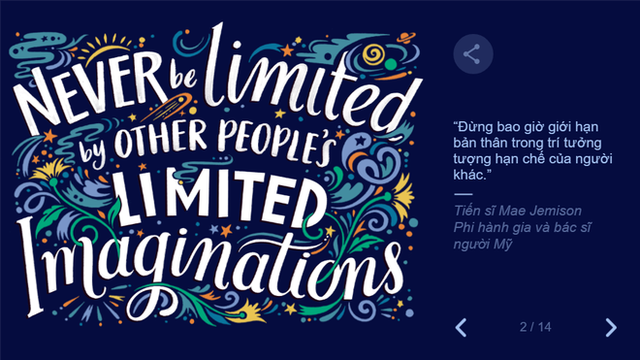 NEVER be limited
by OTHER PEOPLE'S
LIMITED
Imaginations
“Đừng bao giờ giới hạn
bản thân trong trí tưởng
tượng hạn chế của người
khác.”
Tiến sĩ Mae Jemison
Phi hành gia và bác sĩ
người Mỹ
2 / 14